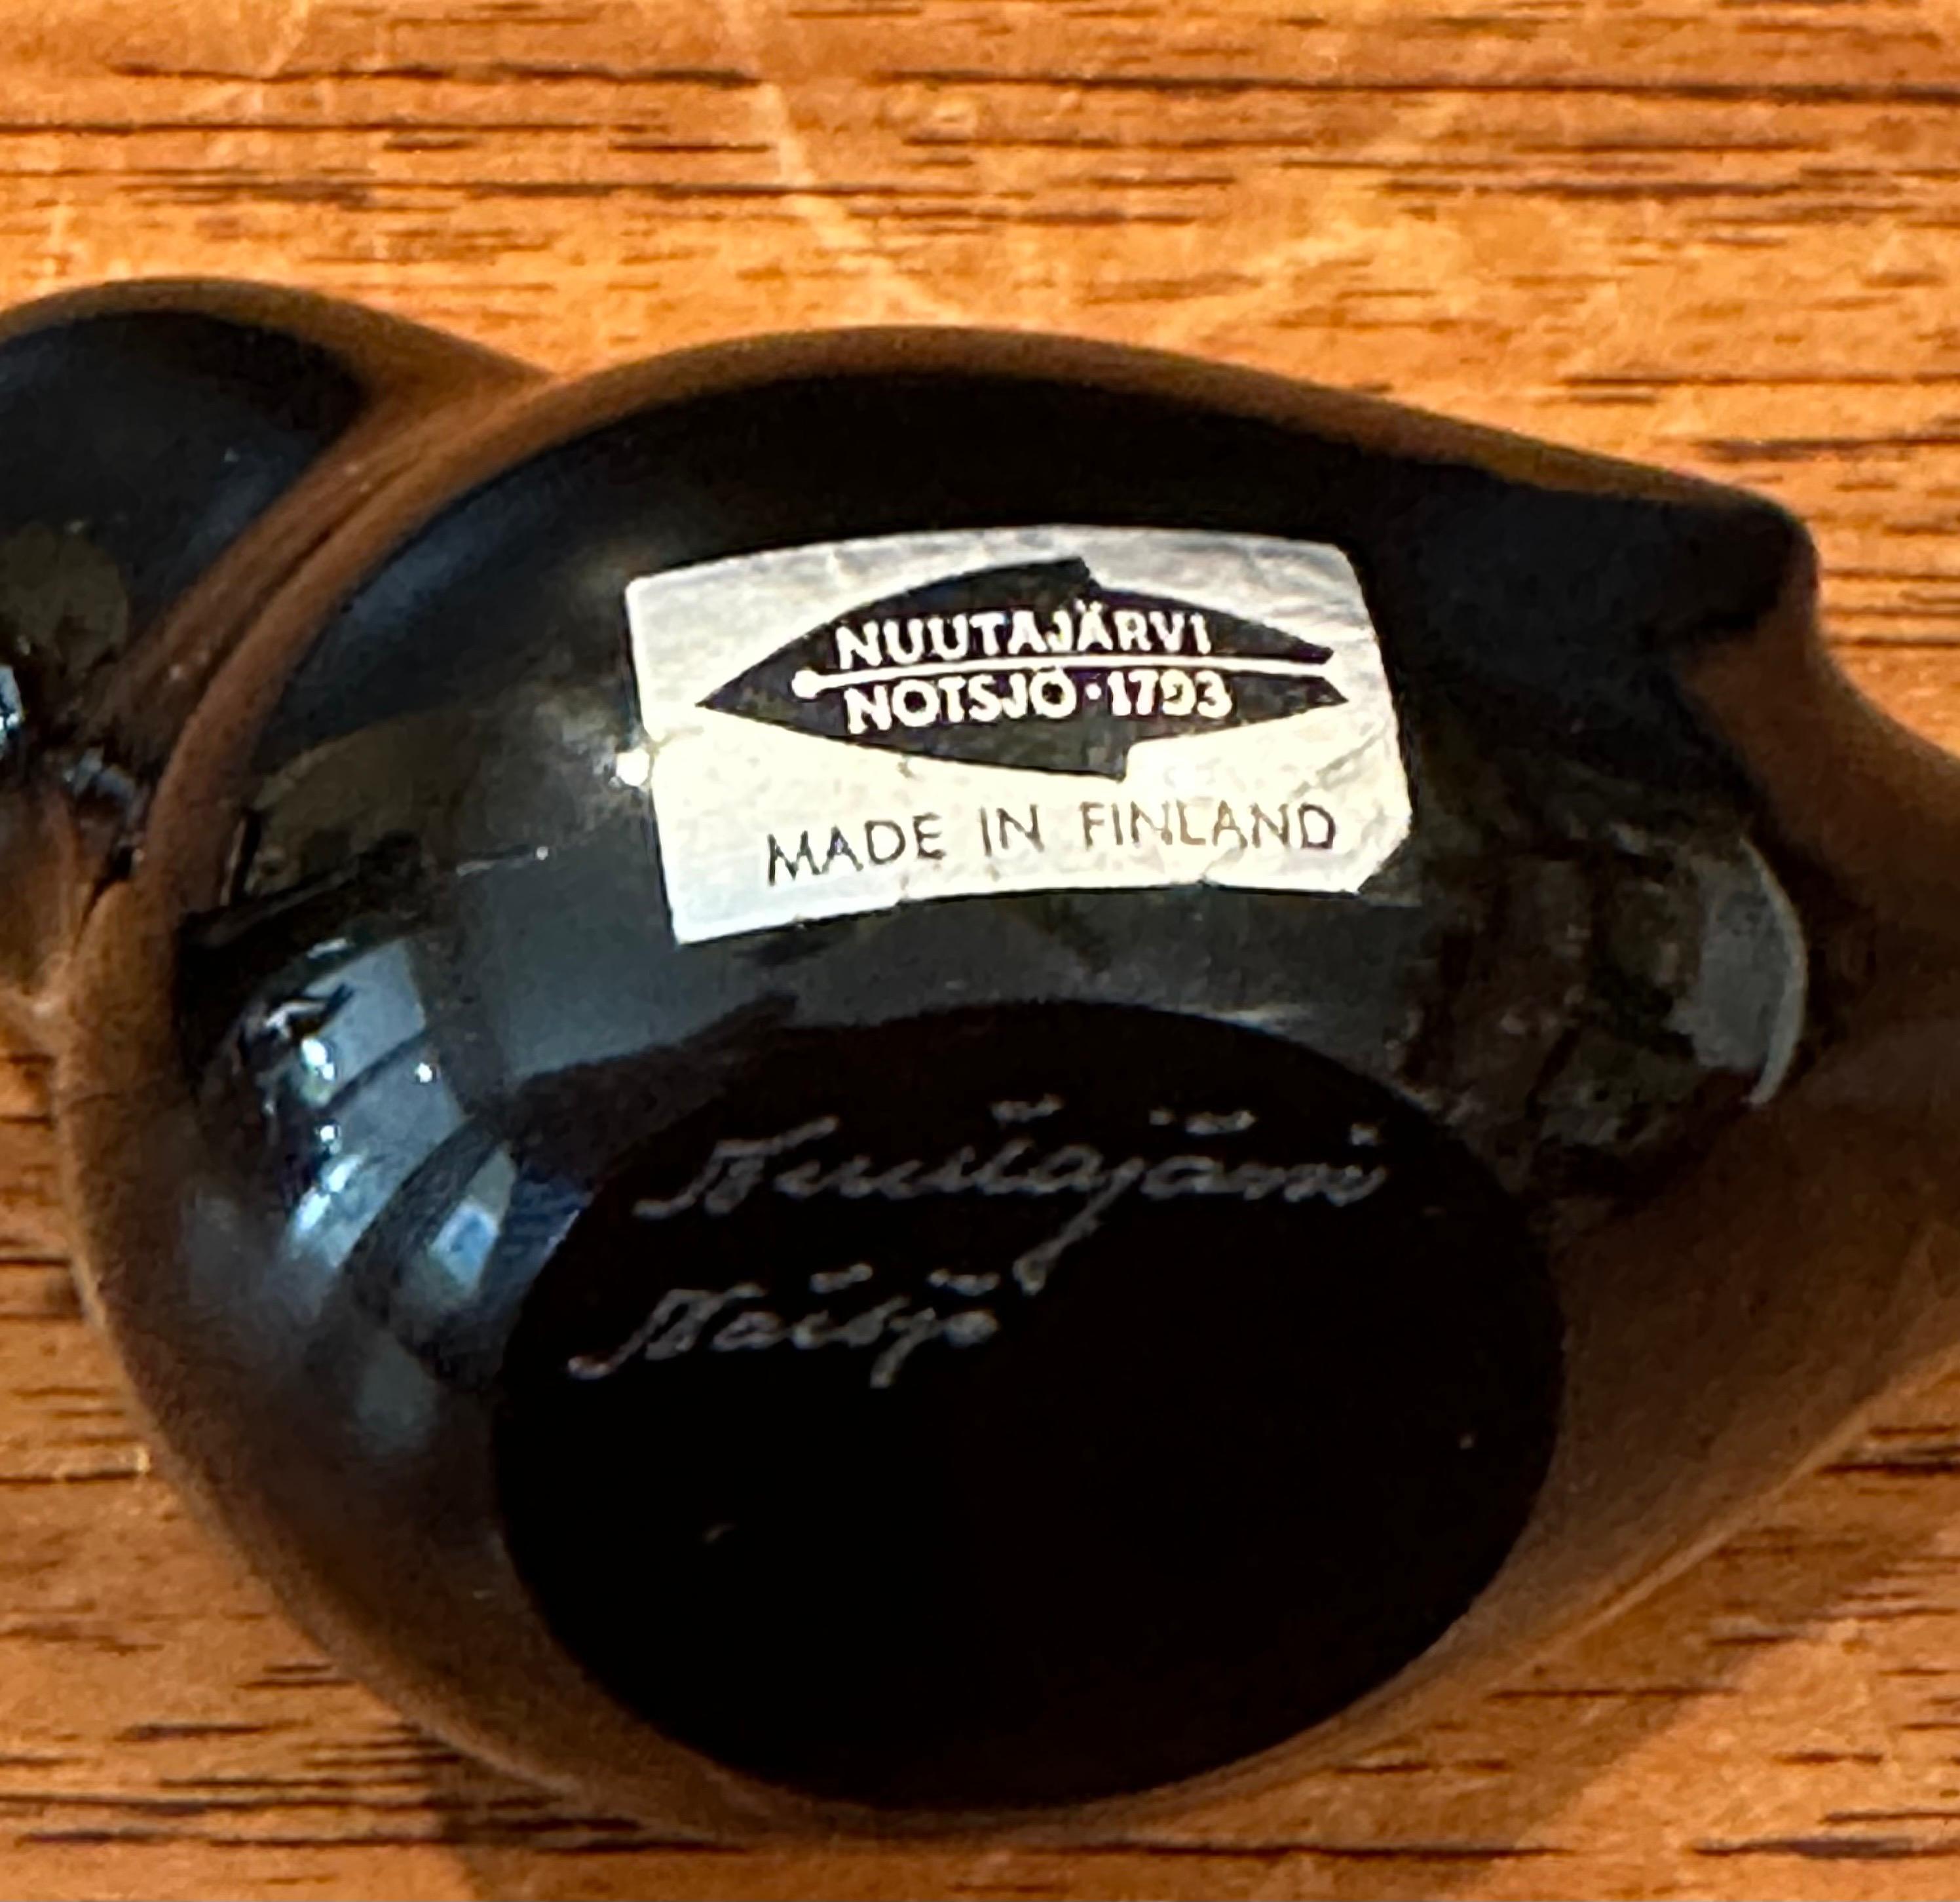 NUUTAJÄRVI
NOTSJÖ·1793
MADE IN FINLAND
Nuutajärvi
Notsjö